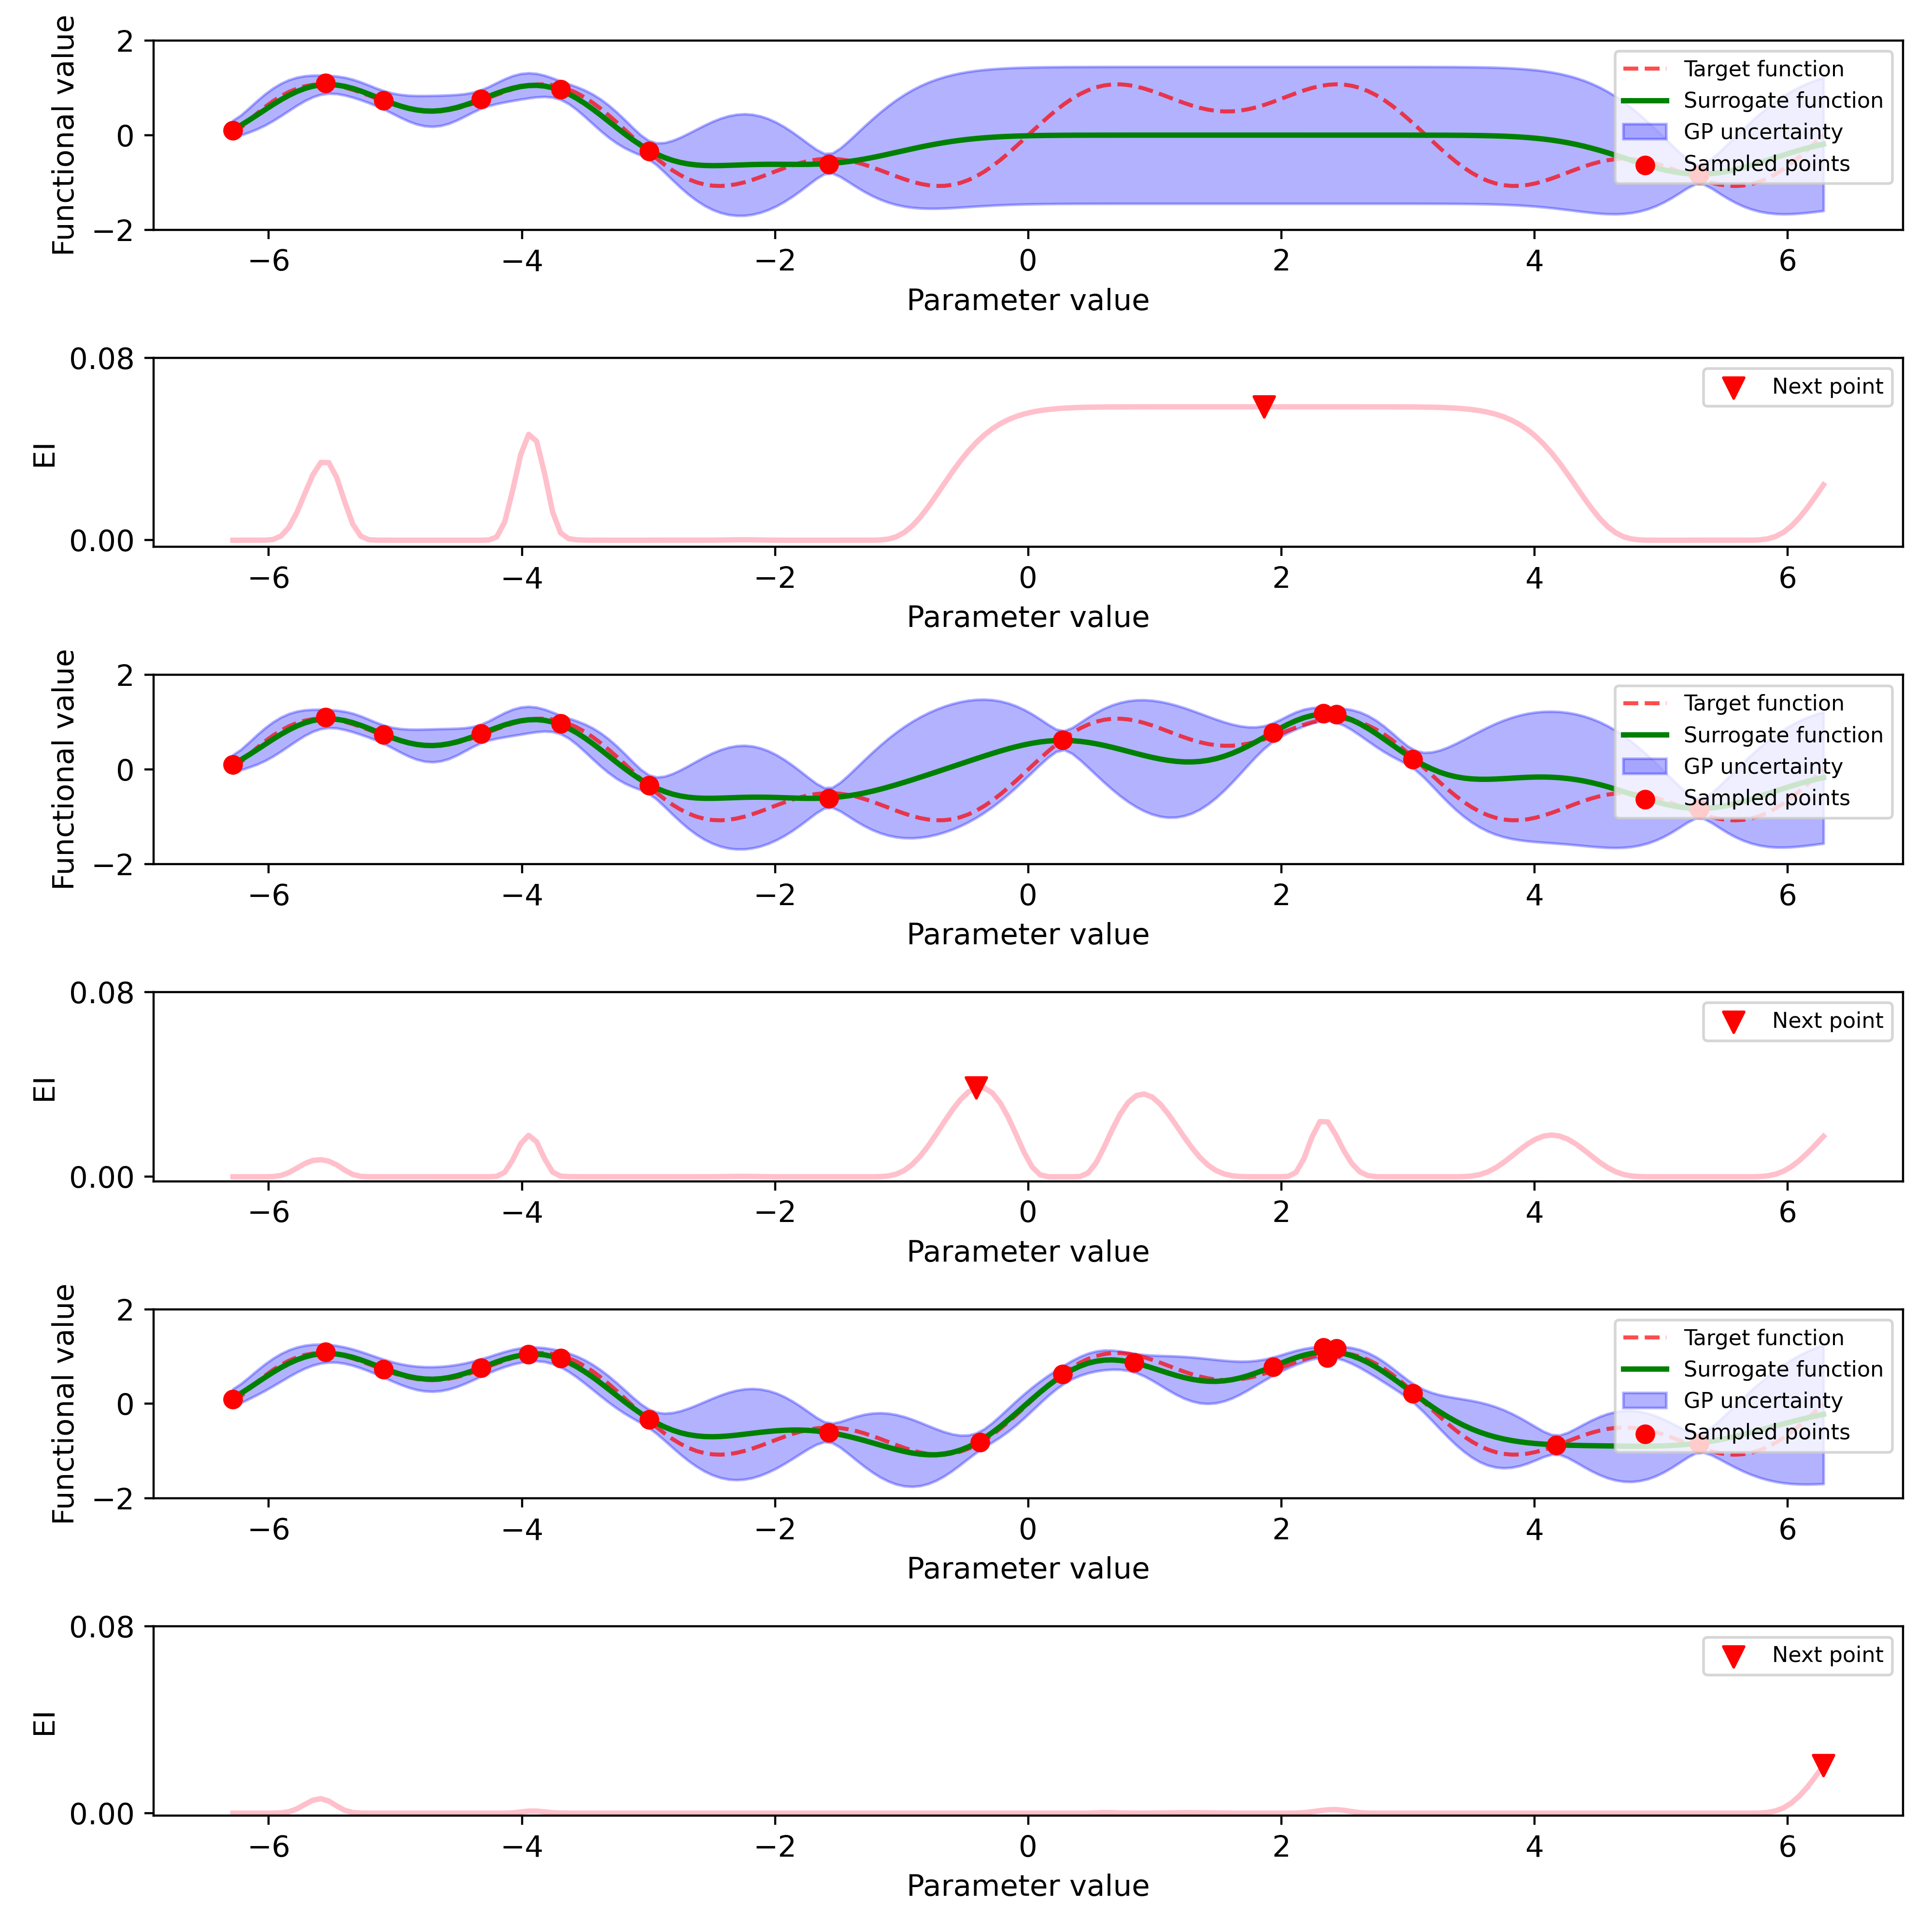 Functional value
2
0
−2
Target function
Surrogate function
GP uncertainty
Sampled points
−6 −4 −2 0 2 4 6
Parameter value
EI
0.08
0.00
Next point
−6 −4 −2 0 2 4 6
Parameter value
Functional value
2
0
−2
Target function
Surrogate function
GP uncertainty
Sampled points
−6 −4 −2 0 2 4 6
Parameter value
EI
0.08
0.00
Next point
−6 −4 −2 0 2 4 6
Parameter value
Functional value
2
0
−2
Target function
Surrogate function
GP uncertainty
Sampled points
−6 −4 −2 0 2 4 6
Parameter value
EI
0.08
0.00
Next point
−6 −4 −2 0 2 4 6
Parameter value